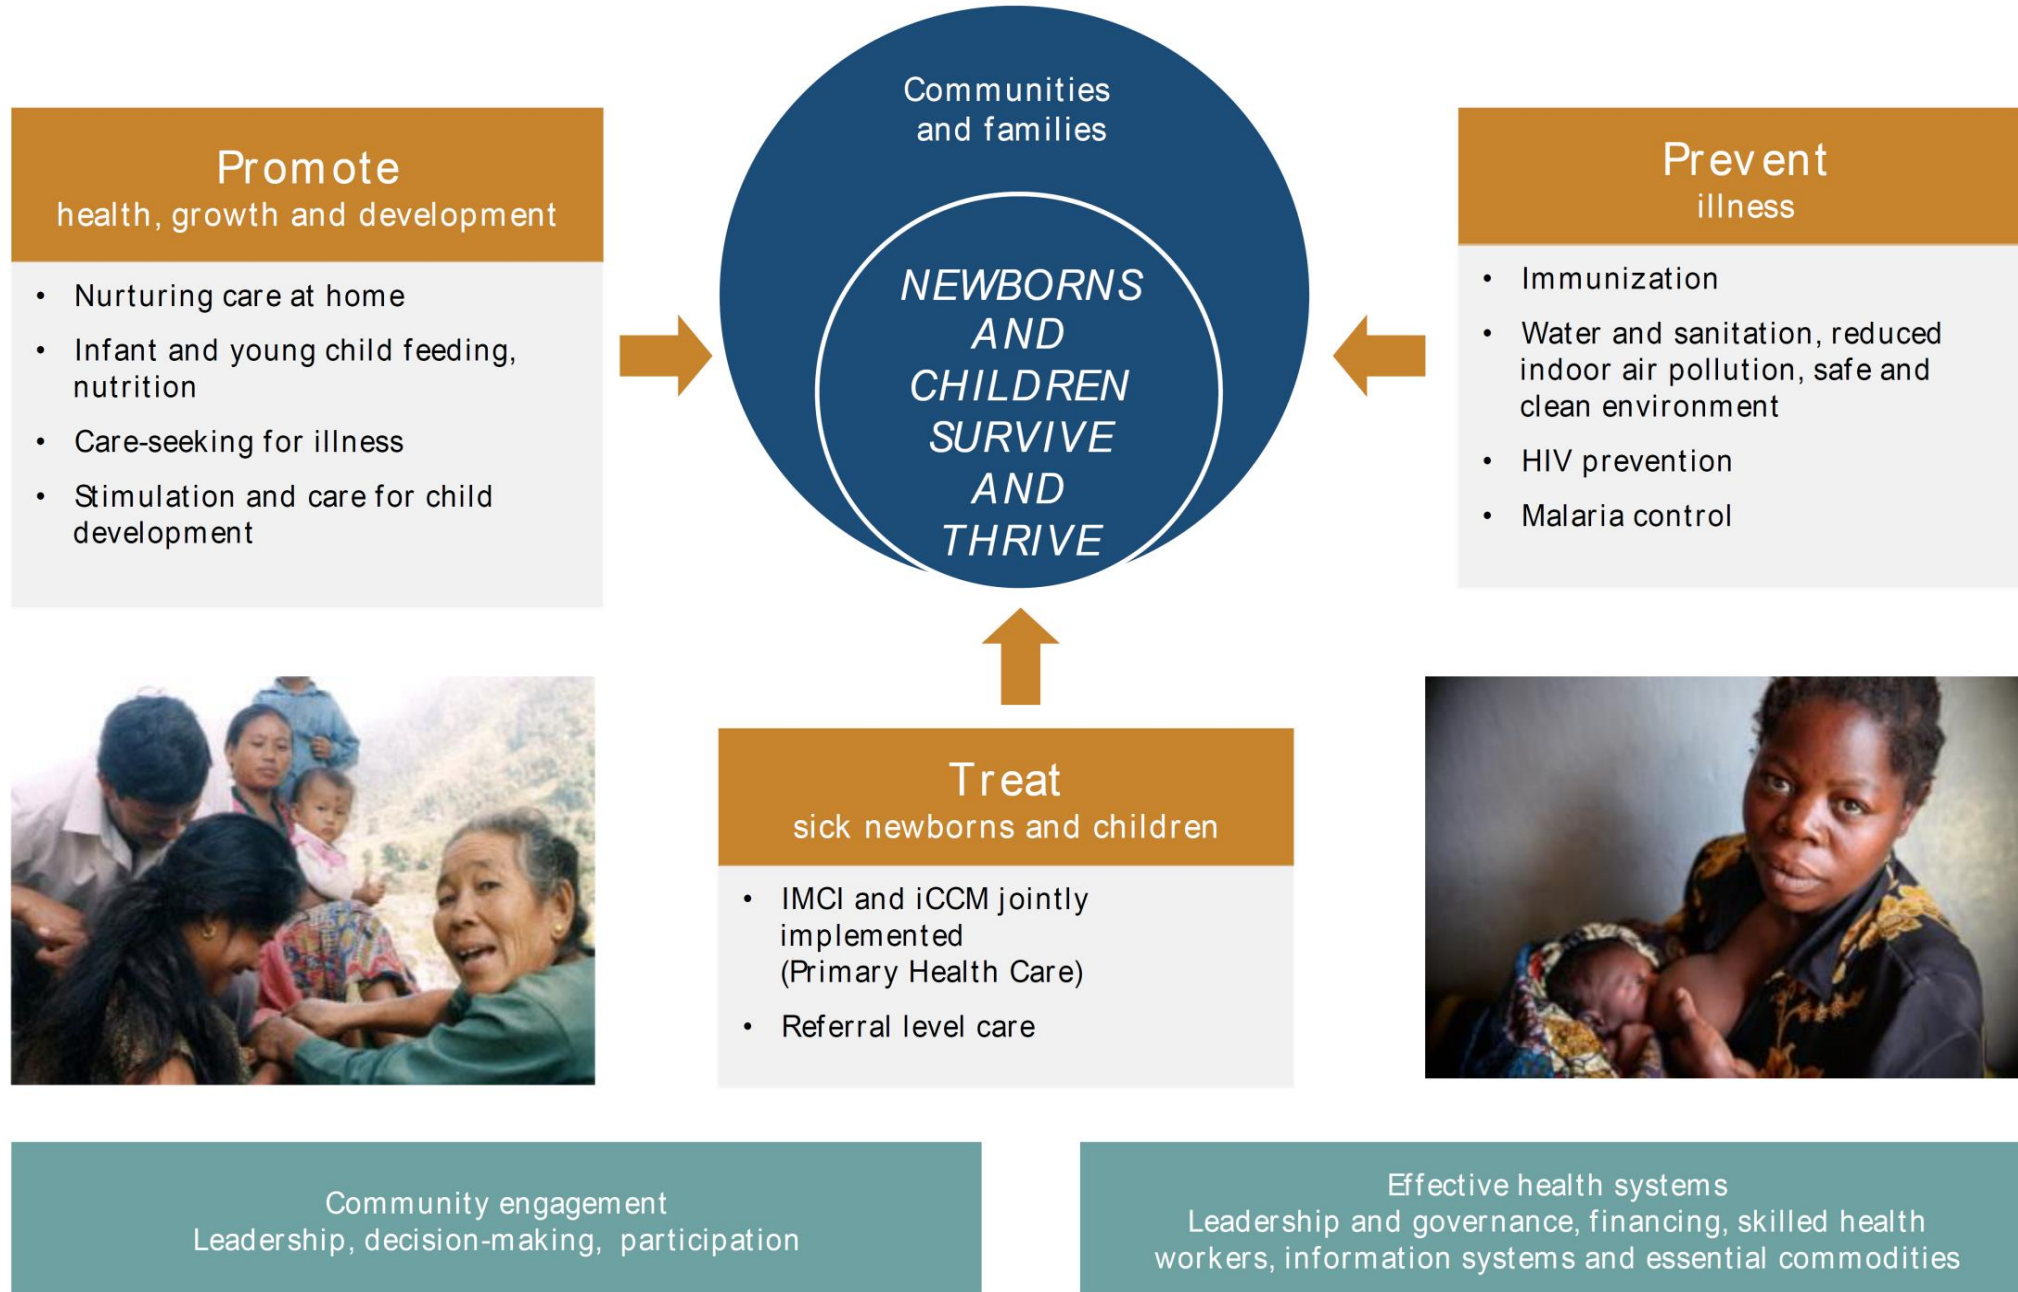 Communities
and families
NEWBORNS
AND
CHILDREN
SURVIVE
AND
THRIVE
Promote
health, growth and development
• Nurturing care at home
• Infant and young child feeding,
nutrition
• Care-seeking for illness
• Stimulation and care for child
development
Prevent
illness
• Immunization
• Water and sanitation, reduced
indoor air pollution, safe and
clean environment
• HIV prevention
• Malaria control
Treat
sick newborns and children
• IMCI and iCCM jointly
implemented
(Primary Health Care)
• Referral level care
Community engagement
Leadership, decision-making, participation
Effective health systems
Leadership and governance, financing, skilled health
workers, information systems and essential commodities